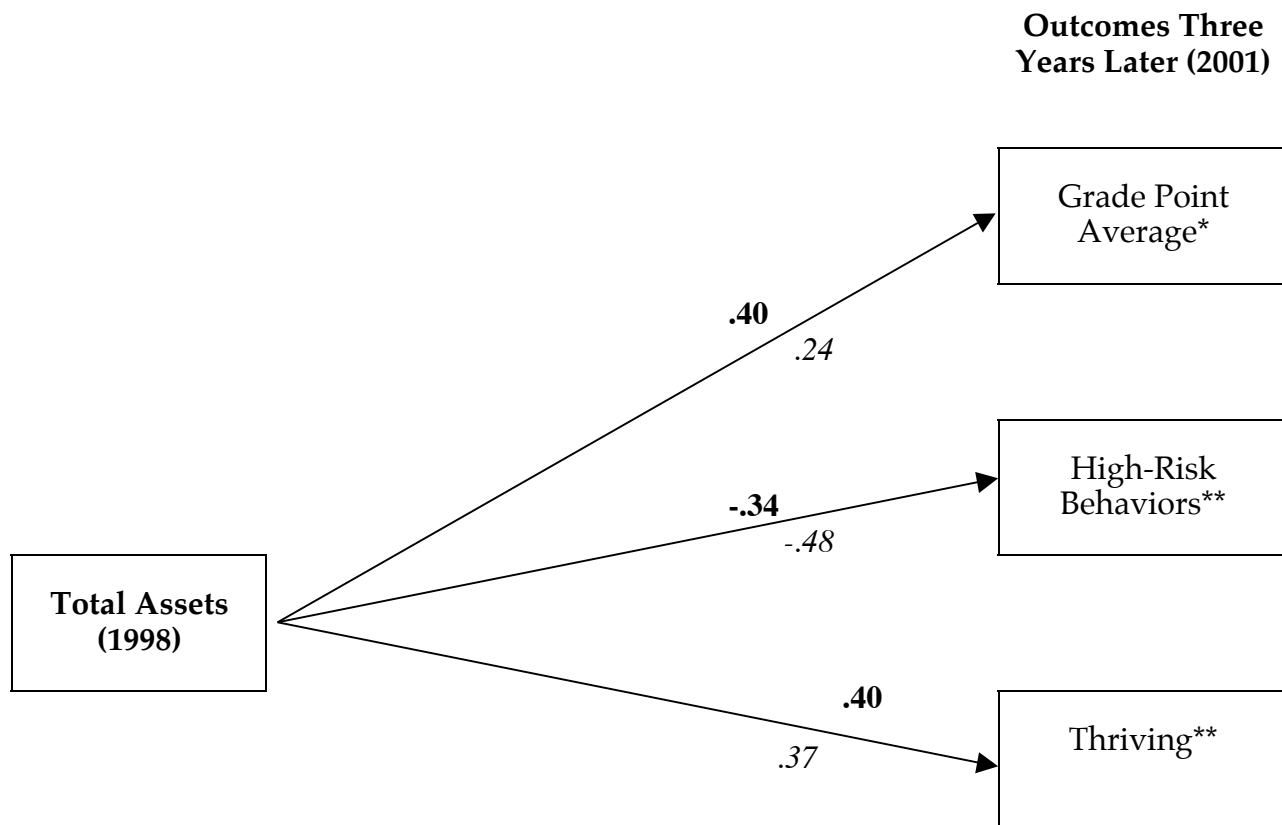 Outcomes Three
Years Later (2001)
Grade Point
Average*
.40
.24
High-Risk
Behaviors**
-.34
-.48
Total Assets
(1998)
.40
.37
Thriving**